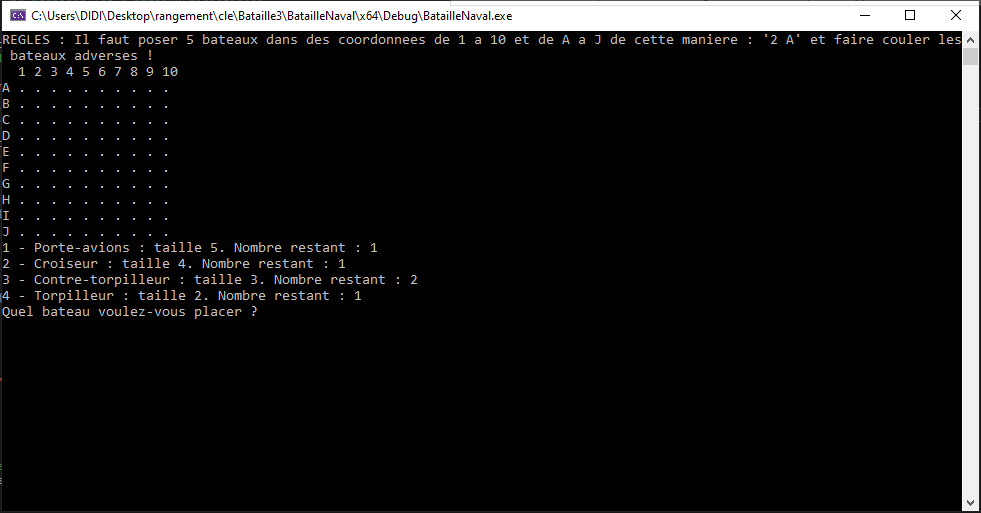 C:\Users\DIDI\Desktop\rangement\cle\Bataille3\BatailleNaval\x64\Debug\BatailleNaval.exe
REGLES : Il faut poser 5 bateaux dans des coordonnees de 1 a 10 et de A a J de cette maniere : '2 A' et faire couler les
bateaux adverses !
1 2 3 4 5 6 7 8 9 10
A . . . . . . . . . .
B . . . . . . . . . .
C . . . . . . . . . .
D . . . . . . . . . .
E . . . . . . . . . .
F . . . . . . . . . .
G . . . . . . . . . .
H . . . . . . . . . .
I . . . . . . . . . .
J . . . . . . . . . .
1 - Porte-avions : taille 5. Nombre restant : 1
2 - Croiseur : taille 4. Nombre restant : 1
3 - Contre-torpilleur : taille 3. Nombre restant : 2
4 - Torpilleur : taille 2. Nombre restant : 1
Quel bateau voulez-vous placer ?